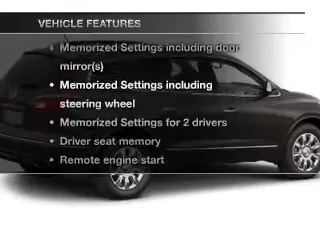 VEHICLE FEATURES
• Memorized Settings including door
mirror(s)
• Memorized Settings including
steering wheel
• Memorized Settings for 2 drivers
• Driver seat memory
• Remote engine start